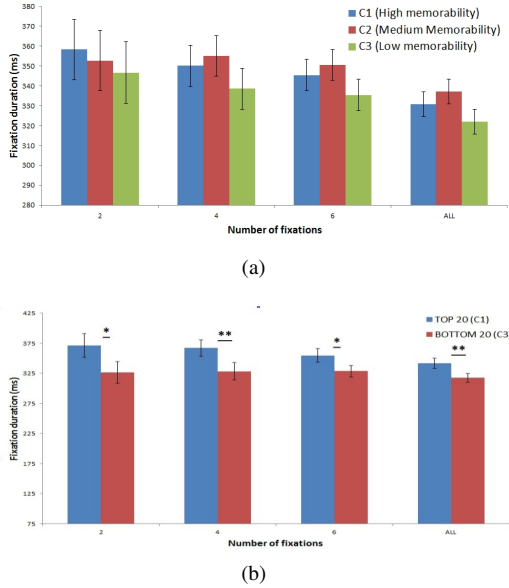 (a)
370
360
350
340
330
320
310
300
290
280
Fixation duration (ms)
C1 (High memorability)
C2 (Medium Memorability)
C3 (Low memorability)
2 4 6 ALL
Number of fixations
(a)
425
375
325
275
225
175
125
75
Fixation duration (ms)
TOP 20 (C1)
BOTTOM 20 (C3
* ** * **
2 4 6 ALL
Number of fixations
(b)